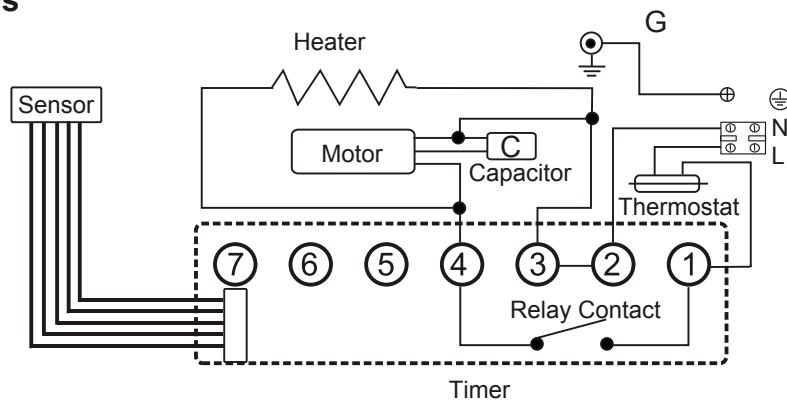 s
G
Heater
Sensor
Motor
C
Capacitor
N
L
Thermostat
7 6 5 4 3 2 1
Relay Contact
Timer